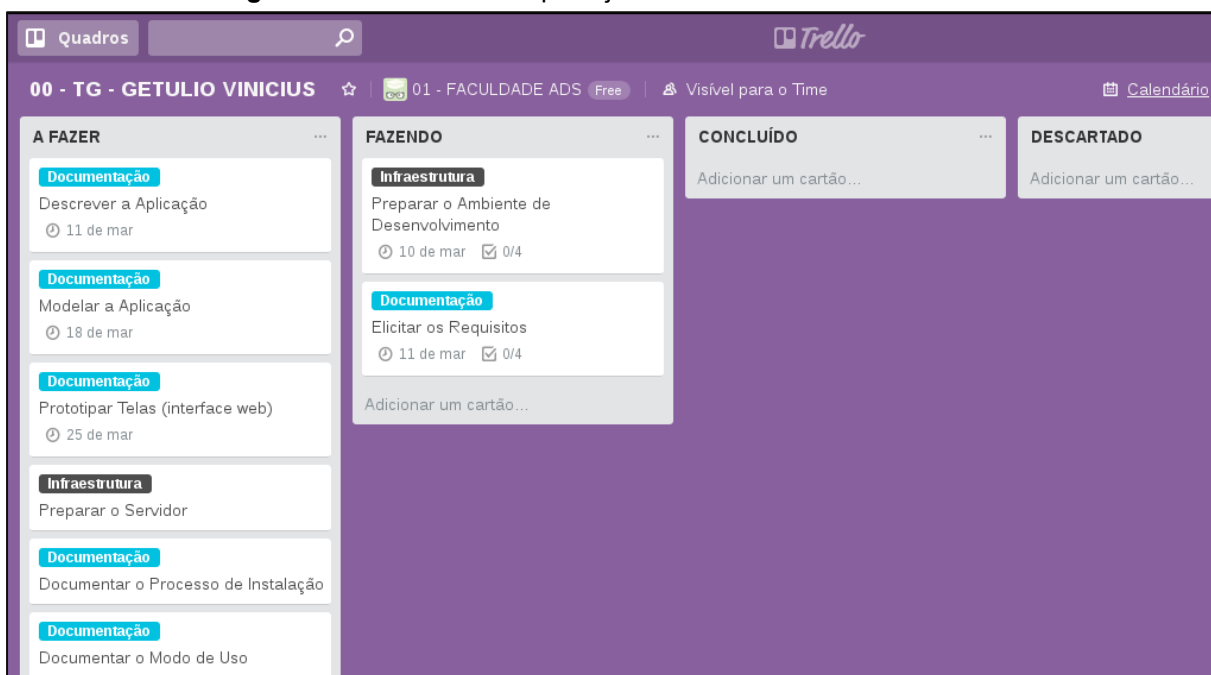 Quadros
Trello
00 - TG - GETULIO VINICIUS
01 - FACULDADE ADS Free
Visível para o Time
Calendário
A FAZER
...
Documentação
Descrever a Aplicação
11 de mar
Documentação
Modelar a Aplicação
18 de mar
Documentação
Prototipar Telas (interface web)
25 de mar
Infraestrutura
Preparar o Servidor
Documentação
Documentar o Processo de Instalação
Documentação
Documentar o Modo de Uso
FAZENDO
...
Infraestrutura
Preparar o Ambiente de
Desenvolvimento
10 de mar 0/4
Documentação
Elicitar os Requisitos
11 de mar 0/4
Adicionar um cartão...
CONCLUÍDO
...
Adicionar um cartão...
DESCARTADO
Adicionar um cartão...